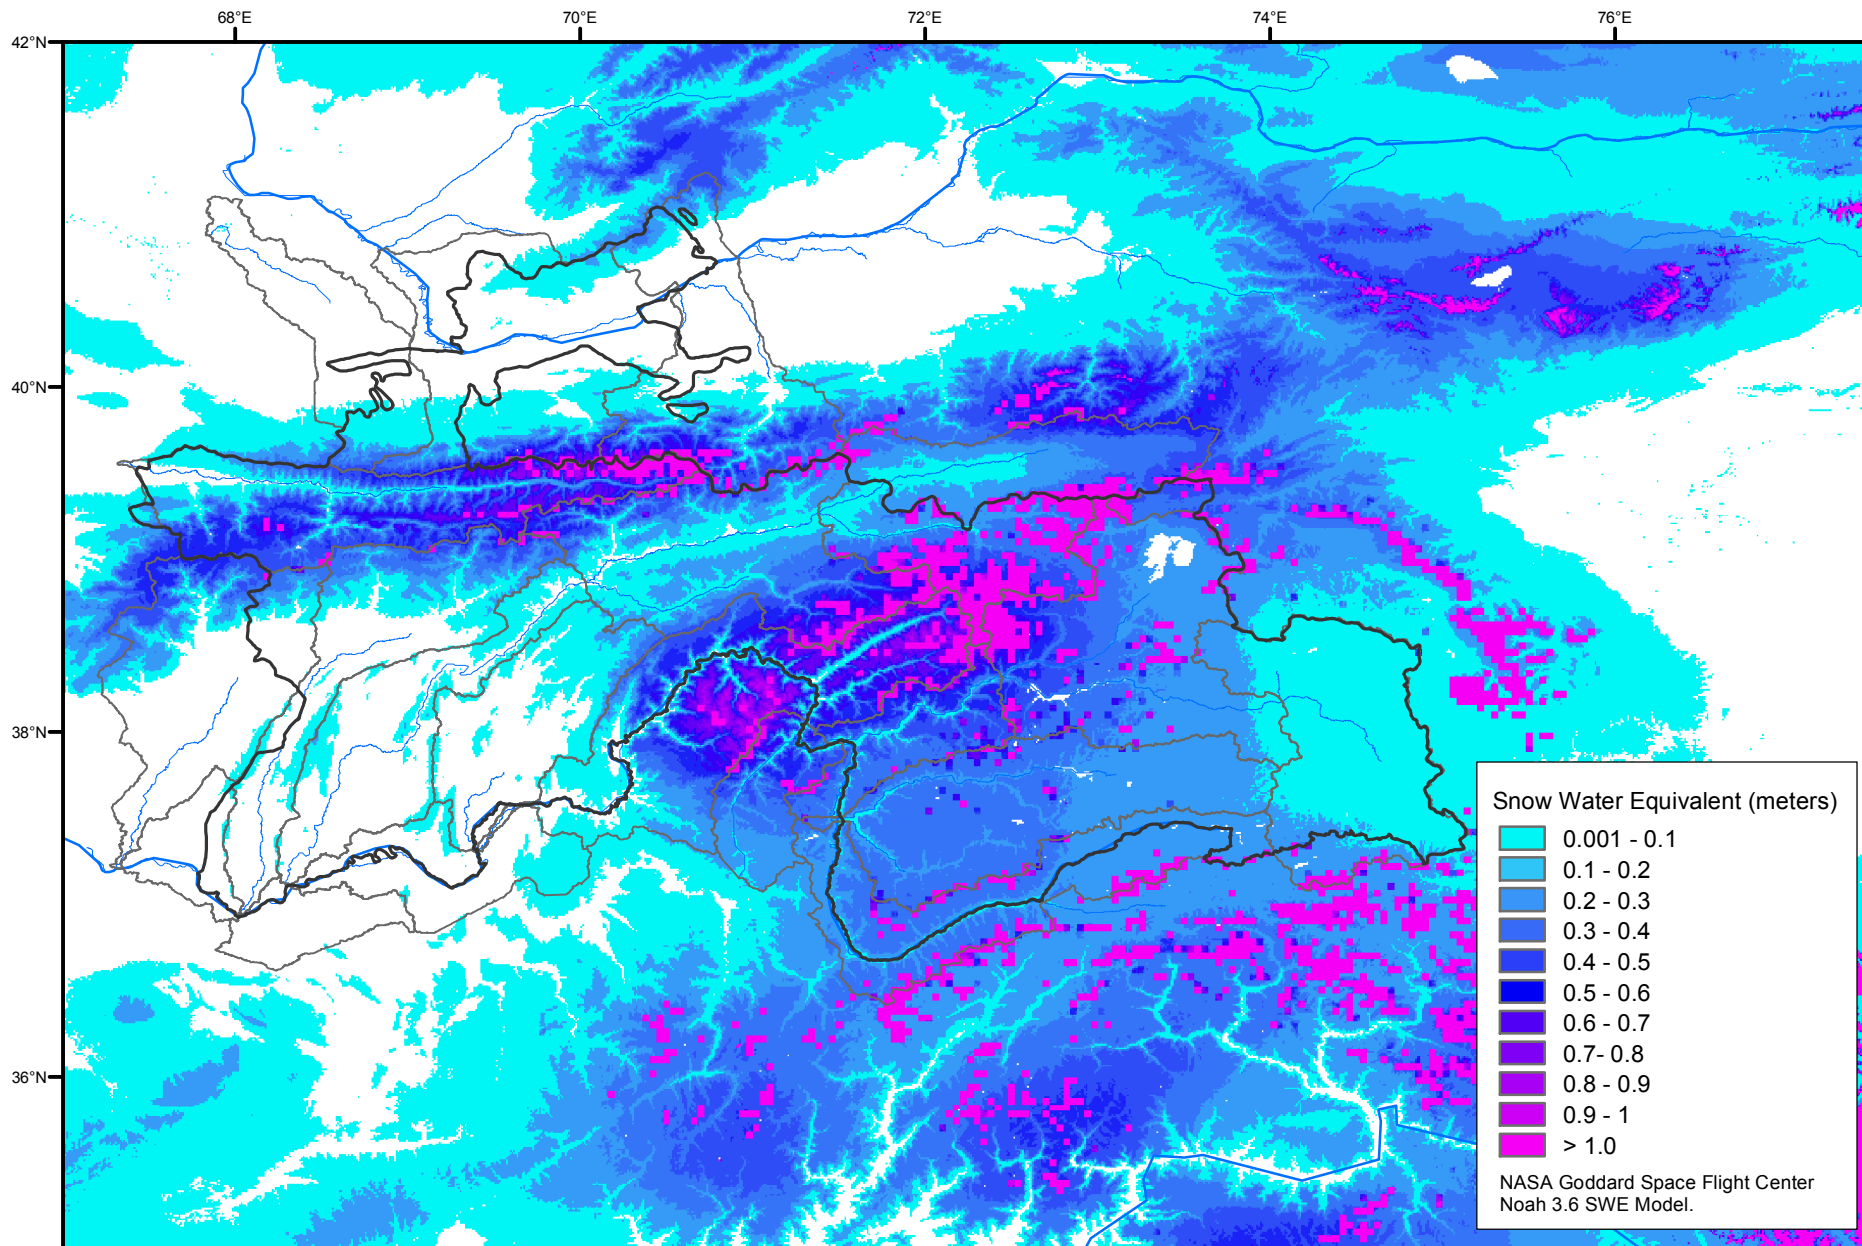 68°E 70°E 72°E 74°E 76°E
42°N
40°N
38°N
36°N
Snow Water Equivalent (meters)
0.001 - 0.1
0.1 - 0.2
0.2 - 0.3
0.3 - 0.4
0.4 - 0.5
0.5 - 0.6
0.6 - 0.7
0.7- 0.8
0.8 - 0.9
0.9 - 1
> 1.0
NASA Goddard Space Flight Center
Noah 3.6 SWE Model.